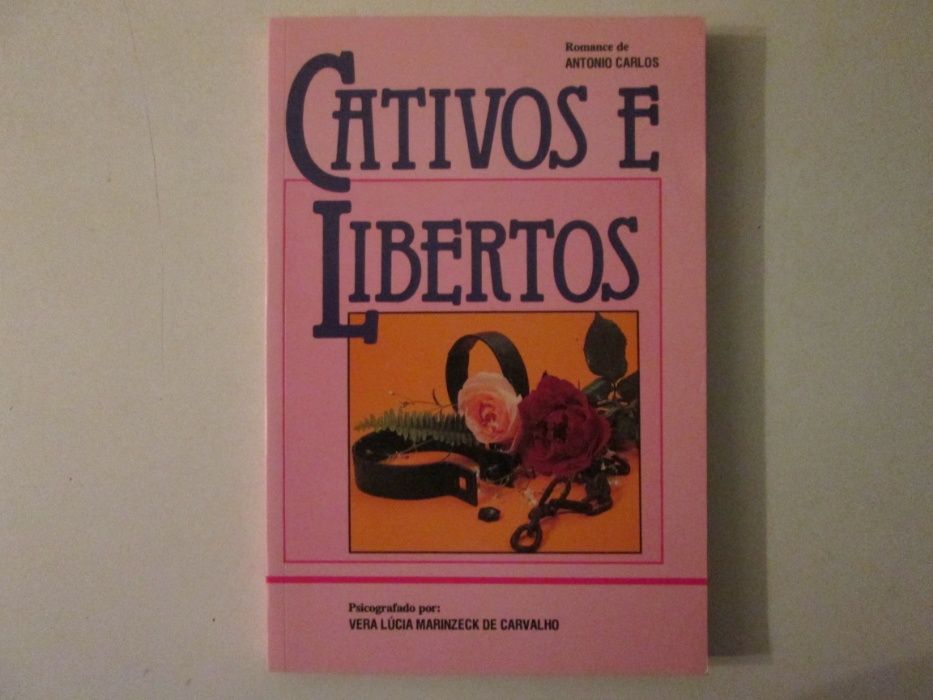 Romance de
ANTONIO CARLOS
CATIVOS E
LIBERTOS
Psicografado por:
VERA LÚCIA MARINZECK DE CARVALHO